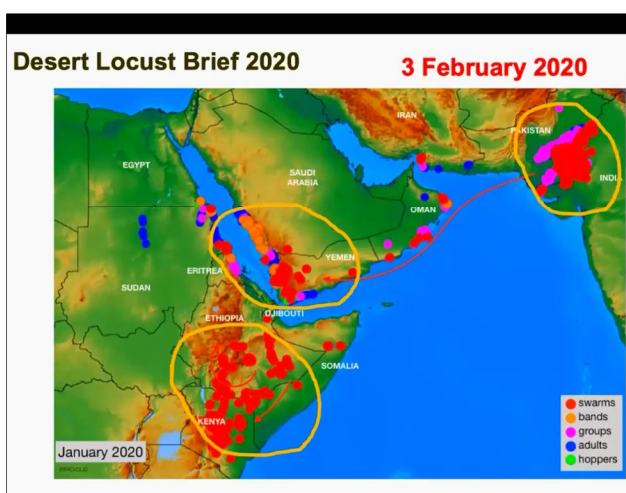 Desert Locust Brief 2020
3 February 2020
IRAN
PAKISTAN
EGYPT
SAUDI
ARABIA
INDIA
OMAN
YEMEN
ERITREA
SUDAN
ETHIOPIA
DJIBOUTI
SOMALIA
KENYA
swarms
bands
groups
adults
hoppers
January 2020